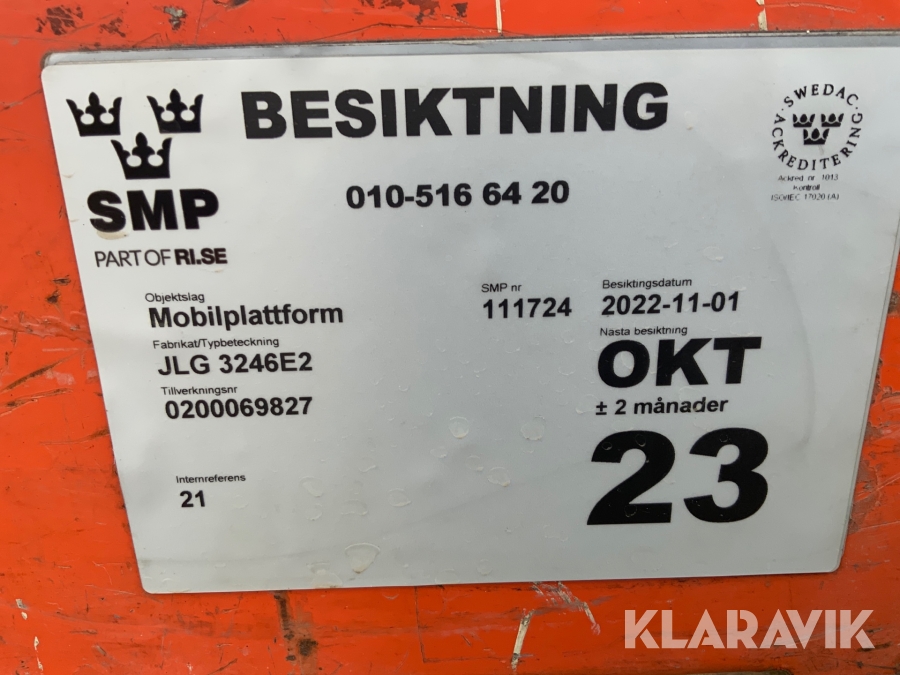 BESIKTNING
010-516 64 20
SMP
PART OF RI.SE
SWEDAC
ACKREDITERING
Ackred. nr. 1013
Kontroll
ISO/IEC 17020 (A)
Objektslag
Mobilplattform
SMP nr
111724
Besiktingsdatum
2022-11-01
Fabrikat/Typbeteckning
JLG 3246E2
Nästa besiktning
OKT
± 2 månader
23
Tillverkningsnr
0200069827
Internreferens
21
KLARAVIK